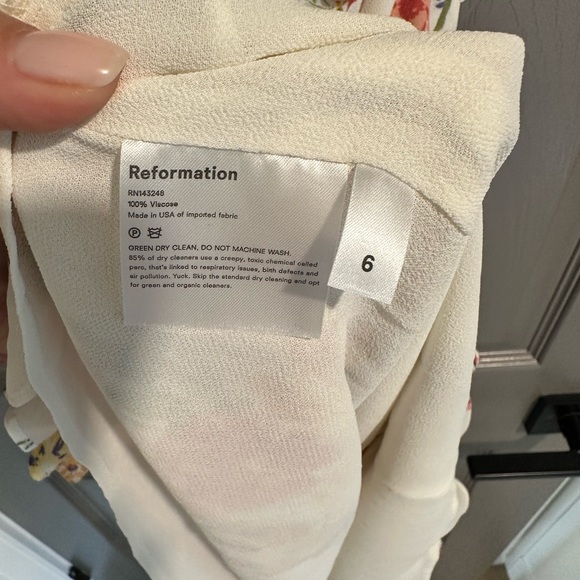 Reformation
RN143248
100% Viscose
Made in USA of imported fabric
P
GREEN DRY CLEAN, DO NOT MACHINE WASH.
85% of dry cleaners use a creepy, toxic chemical called
perc, that's linked to respiratory issues, birth defects and
air pollution. Yuck. Skip the standard dry cleaning and opt
for green and organic cleaners.
6